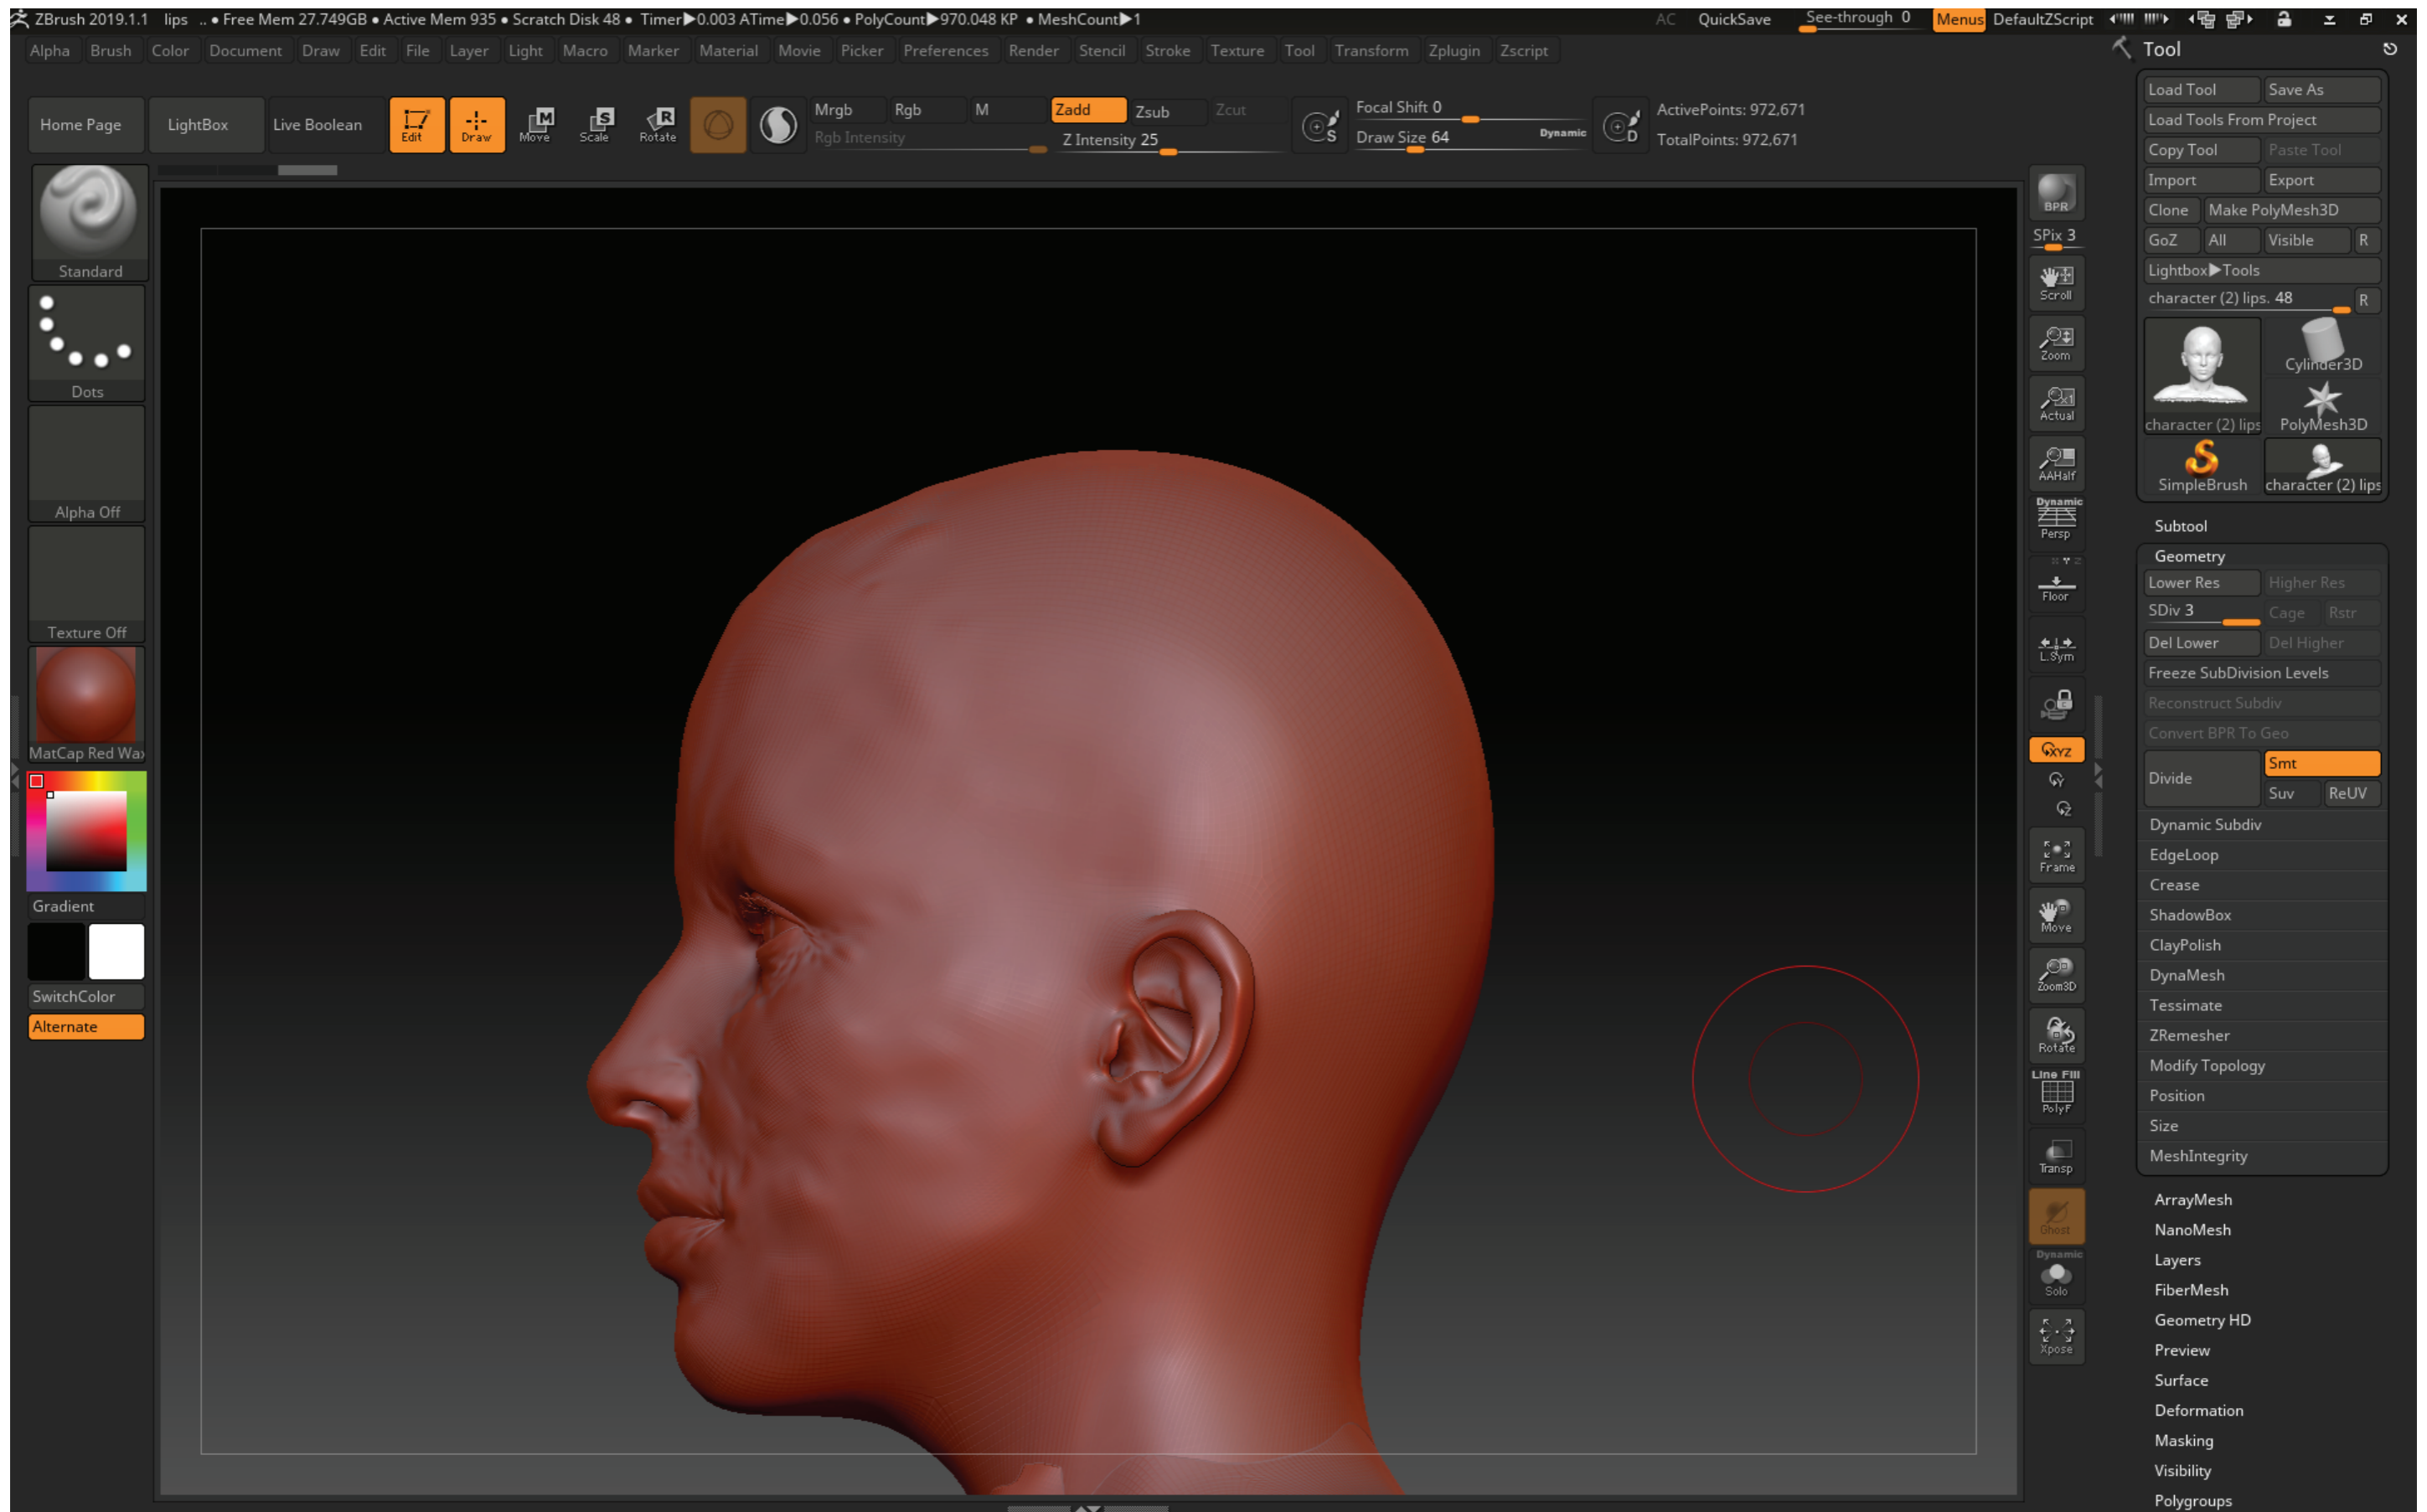 ZBrush 2019.1.1 lips .. • Free Mem 27.749GB • Active Mem 935 • Scratch Disk 48 • Timer▶0.003 ATime▶0.056 • PolyCount▶970.048 KP • MeshCount▶1 AC QuickSave See-through 0 Menus DefaultZScript
Alpha Brush Color Document Draw Edit File Layer Light Macro Marker Material Movie Picker Preferences Render Stencil Stroke Texture Tool Transform Zplugin Zscript
Home Page LightBox Live Boolean Edit Draw Move Scale Rotate
M S R
Mrgb Rgb M Zadd Zsub Zcut
Rgb Intensity Z Intensity 25
S
Focal Shift 0
Draw Size 64 Dynamic
D
ActivePoints: 972,671
TotalPoints: 972,671
Standard
Dots
Alpha Off
Texture Off
MatCap Red Wax
Gradient
SwitchColor
Alternate
BPR
SPix 3
Scroll
Zoom
Actual
AAHalf
Dynamic
Persp
X Y Z
Floor
L.Sym
XYZ
Y
Z
Frame
Move
Zoom3D
Rotate
Line Fill
PolyF
Transp
Ghost
Dynamic
Solo
Xpose
Tool
Load Tool Save As
Load Tools From Project
Copy Tool Paste Tool
Import Export
Clone Make PolyMesh3D
GoZ All Visible R
Lightbox▶Tools
character (2) lips. 48 R
Cylinder3D
character (2) lips PolyMesh3D
SimpleBrush character (2) lips
Subtool
Geometry
Lower Res Higher Res
SDiv 3 Cage Rstr
Del Lower Del Higher
Freeze SubDivision Levels
Reconstruct Subdiv
Convert BPR To Geo
Divide Smt
Suv ReUV
Dynamic Subdiv
EdgeLoop
Crease
ShadowBox
ClayPolish
DynaMesh
Tessimate
ZRemesher
Modify Topology
Position
Size
MeshIntegrity
ArrayMesh
NanoMesh
Layers
FiberMesh
Geometry HD
Preview
Surface
Deformation
Masking
Visibility
Polygroups